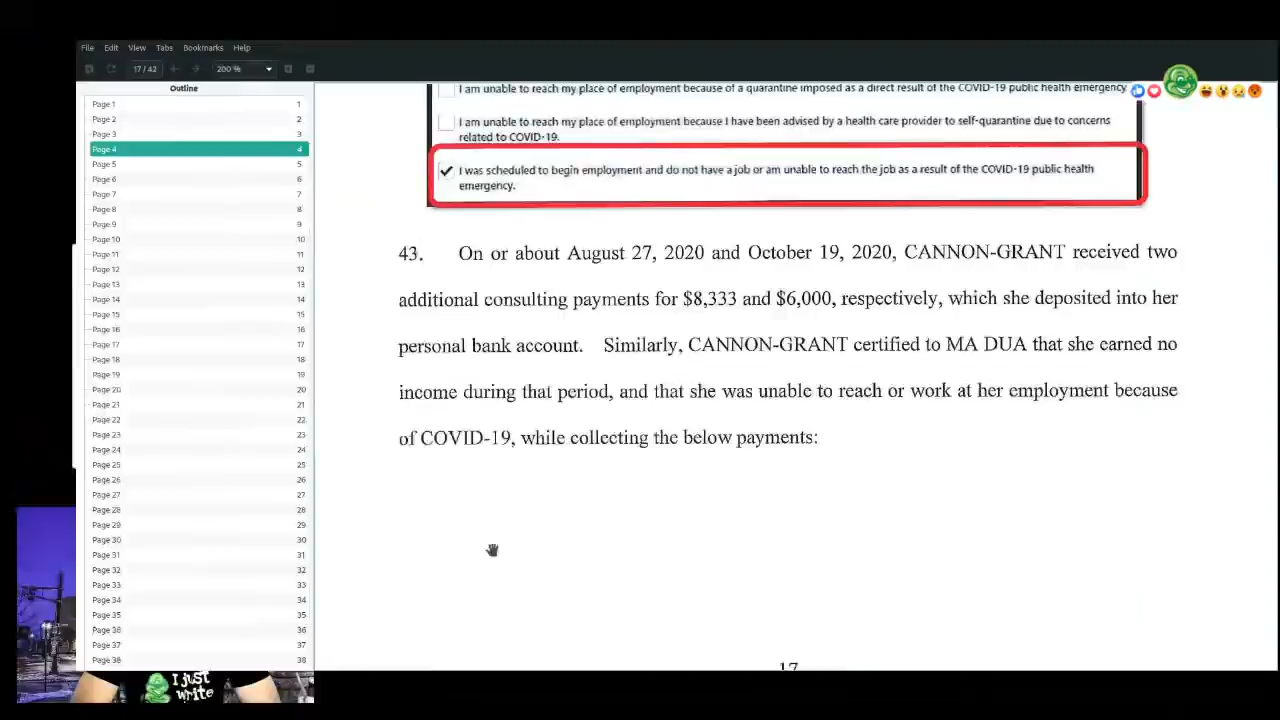 File Edit View Tabs Bookmarks Help
17 / 42 200 %
Outline
Page 1 1
Page 2 2
Page 3 3
Page 4 4
Page 5 5
Page 6 6
Page 7 7
Page 8 8
Page 9 9
Page 10 10
Page 11 11
Page 12 12
Page 13 13
Page 14 14
Page 15 15
Page 16 16
Page 17 17
Page 18 18
Page 19 19
Page 20 20
Page 21 21
Page 22 22
Page 23 23
Page 24 24
Page 25 25
Page 26 26
Page 27 27
Page 28 28
Page 29 29
Page 30 30
Page 31 31
Page 32 32
Page 33 33
Page 34 34
Page 35 35
Page 36 36
Page 37 37
Page 38 38
I am unable to reach my place of employment because of a quarantine imposed as a direct result of the COVID-19 public health emergency.
I am unable to reach my place of employment because I have been advised by a health care provider to self-quarantine due to concerns
related to COVID-19.
I was scheduled to begin employment and do not have a job or am unable to reach the job as a result of the COVID-19 public health
emergency.
43. On or about August 27, 2020 and October 19, 2020, CANNON-GRANT received two
additional consulting payments for $8,333 and $6,000, respectively, which she deposited into her
personal bank account. Similarly, CANNON-GRANT certified to MA DUA that she earned no
income during that period, and that she was unable to reach or work at her employment because
of COVID-19, while collecting the below payments:
17
I just
write